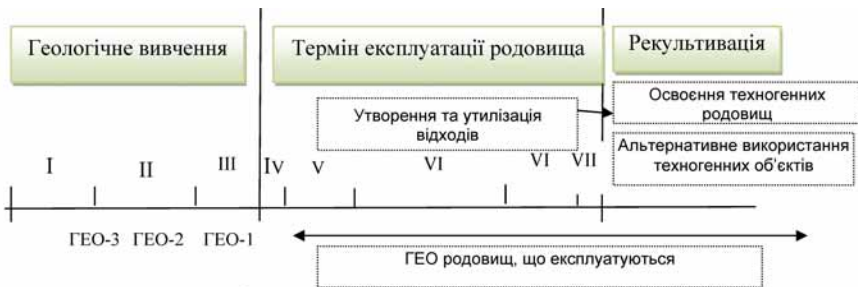 Геологічне вивчення
Термін експлуатації родовища
Рекультивація
Утворення та утилізація
відходів
Освоєння техногенних
родовищ
Альтернативне використання
техногенних об’єктів
I II III IV V VI VI VII
ГЕО-3 ГЕО-2 ГЕО-1
ГЕО родовищ, що експлуатуються